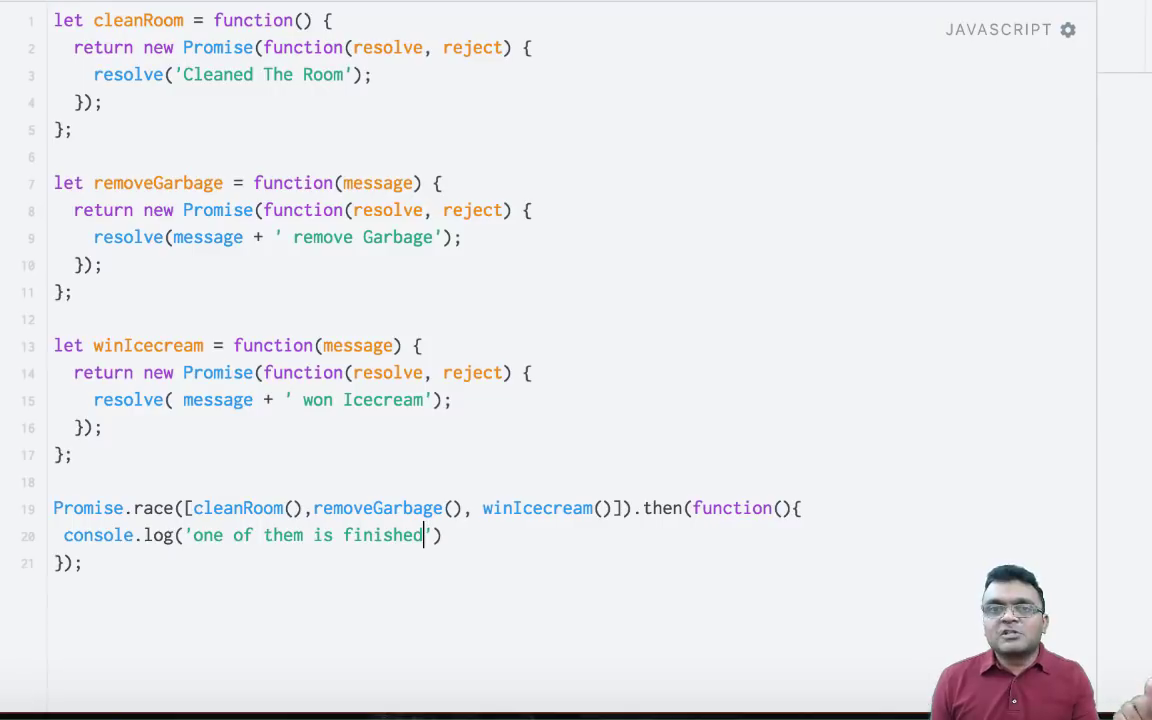 JAVASCRIPT
1 let cleanRoom = function() {
2 return new Promise(function(resolve, reject) {
3 resolve('Cleaned The Room');
4 });
5 };
6
7 let removeGarbage = function(message) {
8 return new Promise(function(resolve, reject) {
9 resolve(message + ' remove Garbage');
10 });
11 };
12
13 let winIcecream = function(message) {
14 return new Promise(function(resolve, reject) {
15 resolve( message + ' won Icecream');
16 });
17 };
18
19 Promise.race([cleanRoom(),removeGarbage(), winIcecream()]).then(function(){
20 console.log('one of them is finished')
21 });